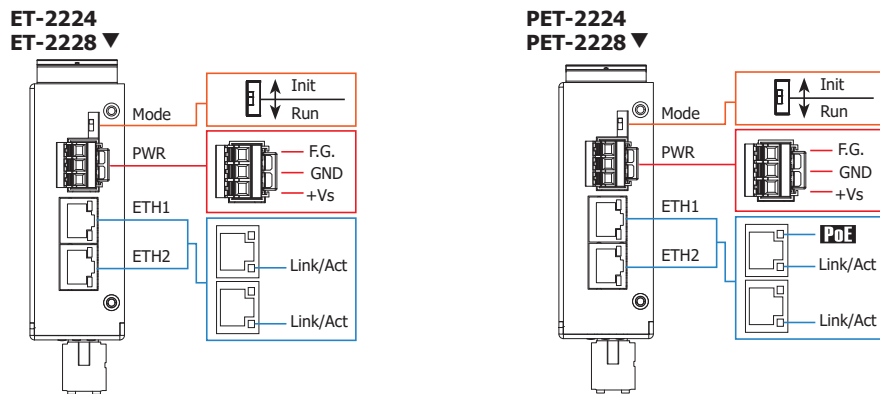 ET-2224
ET-2228 ▼
Mode
PWR
ETH1
ETH2
Init
Run
F.G.
GND
+Vs
Link/Act
Link/Act
PET-2224
PET-2228 ▼
Mode
PWR
ETH1
ETH2
Init
Run
F.G.
GND
+Vs
PoE
Link/Act
Link/Act